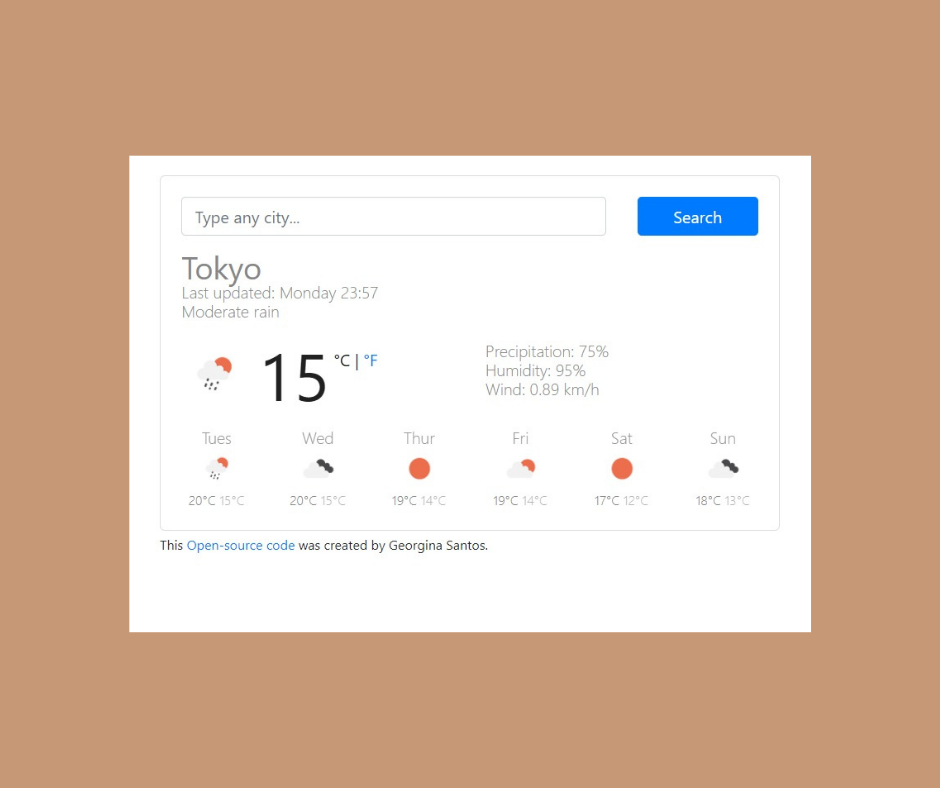 Type any city...
Search
Tokyo
Last updated: Monday 23:57
Moderate rain
15 °C | °F
Precipitation: 75%
Humidity: 95%
Wind: 0.89 km/h
Tues Wed Thur Fri Sat Sun
20°C 15°C 20°C 15°C 19°C 14°C 19°C 14°C 17°C 12°C 18°C 13°C
This Open-source code was created by Georgina Santos.